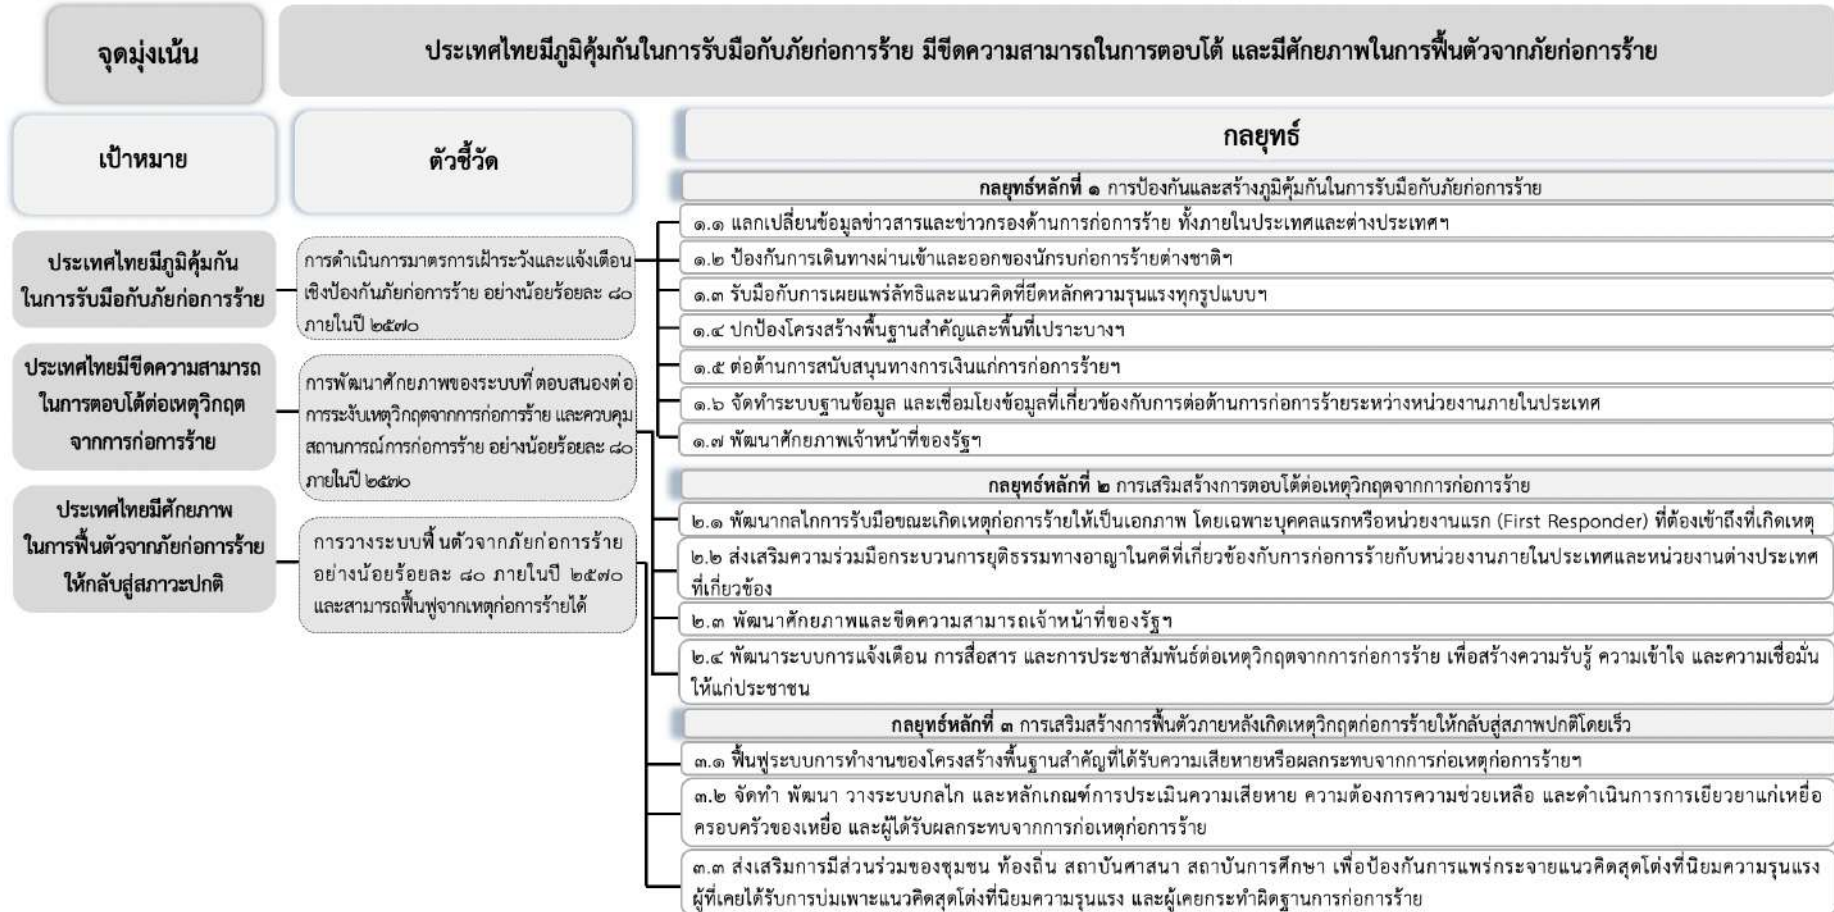 จุดมุ่งเน้น
ประเทศไทยมีภูมิคุ้มกันในการรับมือกับภัยก่อการร้าย มีขีดความสามารถในการตอบโต้ และมีศักยภาพในการฟื้นตัวจากภัยก่อการร้าย
เป้าหมาย
ตัวชี้วัด
กลยุทธ์
ประเทศไทยมีภูมิคุ้มกัน
ในการรับมือกับภัยก่อการร้าย
การดำเนินการมาตรการเฝ้าระวังและแจ้งเตือน
เชิงป้องกันภัยก่อการร้าย อย่างน้อยร้อยละ ๘๐
ภายในปี ๒๕๗๐
ประเทศไทยมีขีดความสามารถ
ในการตอบโต้ต่อเหตุวิกฤต
จากการก่อการร้าย
การพัฒนาศักยภาพของระบบที่ตอบสนองต่อ
การระงับเหตุวิกฤตจากการก่อการร้าย และควบคุม
สถานการณ์การก่อการร้าย อย่างน้อยร้อยละ ๘๐
ภายในปี ๒๕๗๐
ประเทศไทยมีศักยภาพ
ในการฟื้นตัวจากภัยก่อการร้าย
ให้กลับสู่สภาวะปกติ
การวางระบบฟื้นตัวจากภัยก่อการร้าย
อย่างน้อยร้อยละ ๘๐ ภายในปี ๒๕๗๐
และสามารถฟื้นฟูจากเหตุก่อการร้ายได้
กลยุทธ์หลักที่ ๑ การป้องกันและสร้างภูมิคุ้มกันในการรับมือกับภัยก่อการร้าย
๑.๑ แลกเปลี่ยนข้อมูลข่าวสารและข่าวกรองด้านการก่อการร้าย ทั้งภายในประเทศและต่างประเทศฯ
๑.๒ ป้องกันการเดินทางผ่านเข้าและออกของนักรบก่อการร้ายต่างชาติฯ
๑.๓ รับมือกับการเผยแพร่ลัทธิและแนวคิดที่ยึดหลักความรุนแรงทุกรูปแบบฯ
๑.๔ ปกป้องโครงสร้างพื้นฐานสำคัญและพื้นที่เปราะบางฯ
๑.๕ ต่อต้านการสนับสนุนทางการเงินแก่การก่อการร้ายฯ
๑.๖ จัดทำระบบฐานข้อมูล และเชื่อมโยงข้อมูลที่เกี่ยวข้องกับการต่อต้านการก่อการร้ายระหว่างหน่วยงานภายในประเทศ
๑.๗ พัฒนาศักยภาพเจ้าหน้าที่ของรัฐฯ
กลยุทธ์หลักที่ ๒ การเสริมสร้างการตอบโต้ต่อเหตุวิกฤตจากการก่อการร้าย
๒.๑ พัฒนากลไกการรับมือขณะเกิดเหตุก่อการร้ายให้เป็นเอกภาพ โดยเฉพาะบุคคลแรกหรือหน่วยงานแรก (First Responder) ที่ต้องเข้าถึงที่เกิดเหตุ
๒.๒ ส่งเสริมความร่วมมือกระบวนการยุติธรรมทางอาญาในคดีที่เกี่ยวข้องกับการก่อการร้ายกับหน่วยงานภายในประเทศและหน่วยงานต่างประเทศ
ที่เกี่ยวข้อง
๒.๓ พัฒนาศักยภาพและขีดความสามารถเจ้าหน้าที่ของรัฐฯ
๒.๔ พัฒนาระบบการแจ้งเตือน การสื่อสาร และการประชาสัมพันธ์ต่อเหตุวิกฤตจากการก่อการร้าย เพื่อสร้างความรับรู้ ความเข้าใจ และความเชื่อมั่น
ให้แก่ประชาชน
กลยุทธ์หลักที่ ๓ การเสริมสร้างการฟื้นตัวภายหลังเกิดเหตุวิกฤตก่อการร้ายให้กลับสู่สภาพปกติโดยเร็ว
๓.๑ ฟื้นฟูระบบการทำงานของโครงสร้างพื้นฐานสำคัญที่ได้รับความเสียหายหรือผลกระทบจากการก่อเหตุก่อการร้ายฯ
๓.๒ จัดทำ พัฒนา วางระบบกลไก และหลักเกณฑ์การประเมินความเสียหาย ความต้องการความช่วยเหลือ และดำเนินการการเยียวยาแก่เหยื่อ
ครอบครัวของเหยื่อ และผู้ได้รับผลกระทบจากการก่อเหตุก่อการร้าย
๓.๓ ส่งเสริมการมีส่วนร่วมของชุมชน ท้องถิ่น สถาบันศาสนา สถาบันการศึกษา เพื่อป้องกันการแพร่กระจายแนวคิดสุดโต่งที่นิยมความรุนแรง
ผู้ที่เคยได้รับการบ่มเพาะแนวคิดสุดโต่งที่นิยมความรุนแรง และผู้เคยกระทำผิดฐานการก่อการร้าย